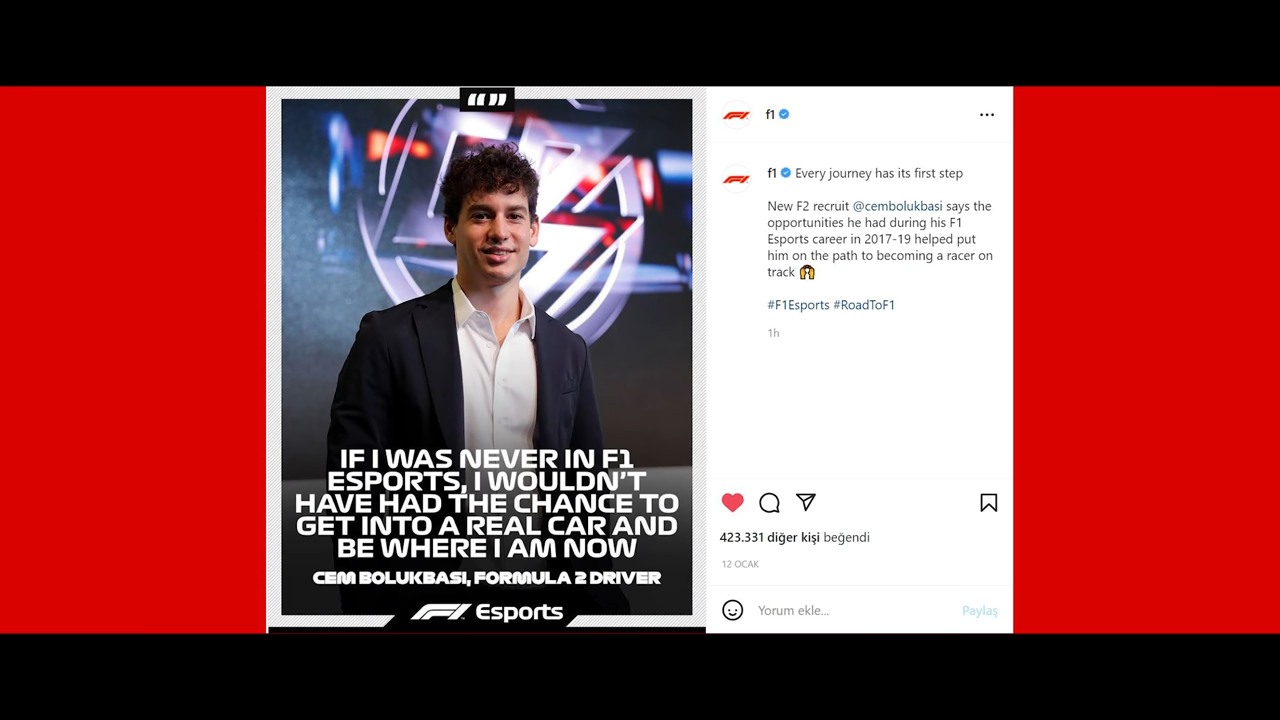 IF I WAS NEVER IN F1
ESPORTS, I WOULDN'T
HAVE HAD THE CHANCE TO
GET INTO A REAL CAR AND
BE WHERE I AM NOW
CEM BOLUKBASI, FORMULA 2 DRIVER
F1 Esports
f1
f1 Every journey has its first step
New F2 recruit @cembolukbasi says the
opportunities he had during his F1
Esports career in 2017-19 helped put
him on the path to becoming a racer on
track 🙌
#F1Esports #RoadToF1
1h
423.331 diğer kişi beğendi
12 OCAK
Yorum ekle...
Paylaş